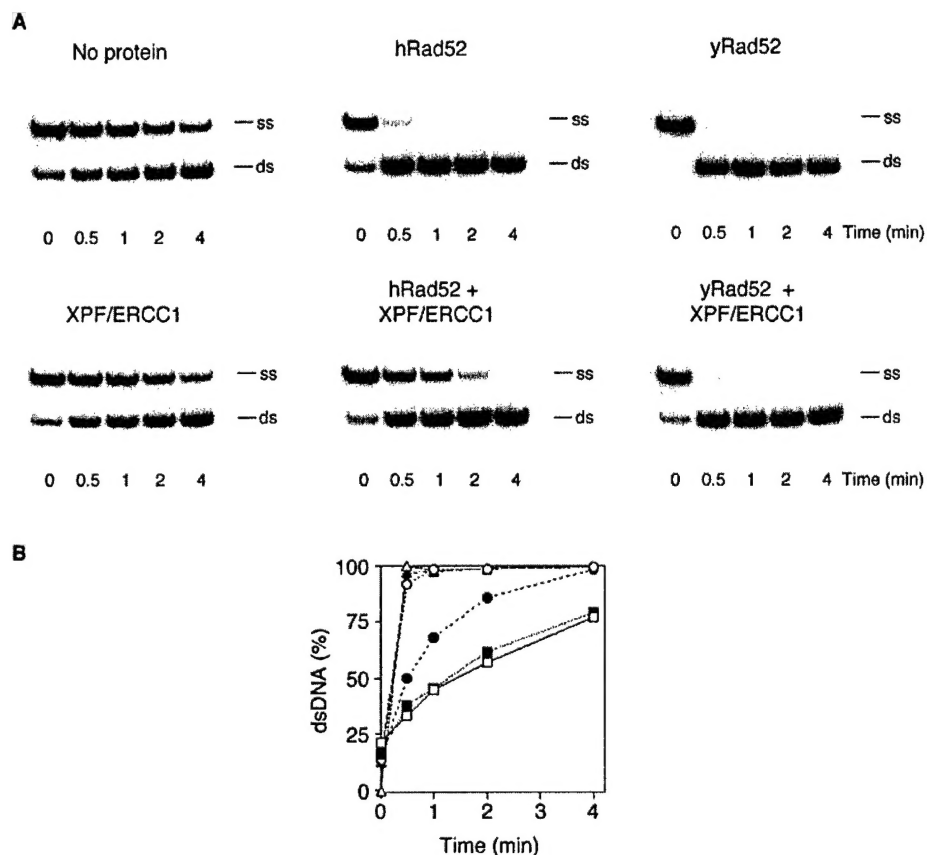 A
No protein
hRad52
yRad52
ss
ss
ss
ds
ds
ds
0 0.5 1 2 4
0 0.5 1 2 4
0 0.5 1 2 4 Time (min)
XPF/ERCC1
hRad52 +
XPF/ERCC1
yRad52 +
XPF/ERCC1
ss
ss
ss
ds
ds
ds
0 0.5 1 2 4
0 0.5 1 2 4
0 0.5 1 2 4 Time (min)
B
100
75
50
25
0
dsDNA (%)
0 1 2 3 4
Time (min)